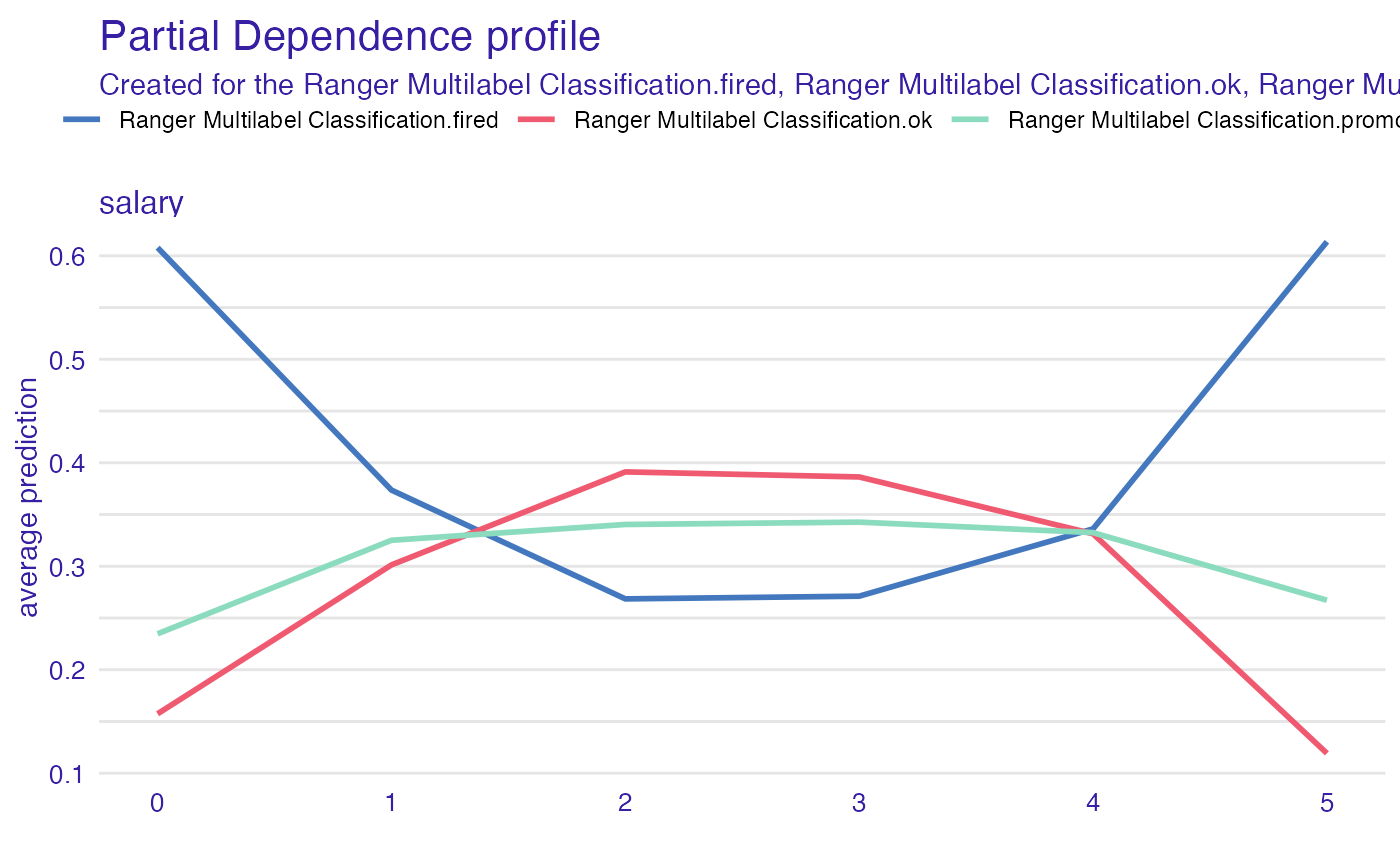 Partial Dependence profile
Created for the Ranger Multilabel Classification.fired, Ranger Multilabel Classification.ok, Ranger Mu
Ranger Multilabel Classification.fired Ranger Multilabel Classification.ok Ranger Multilabel Classification.promo
salary
0.6
0.5
0.4
0.3
0.2
0.1
average prediction
0 1 2 3 4 5